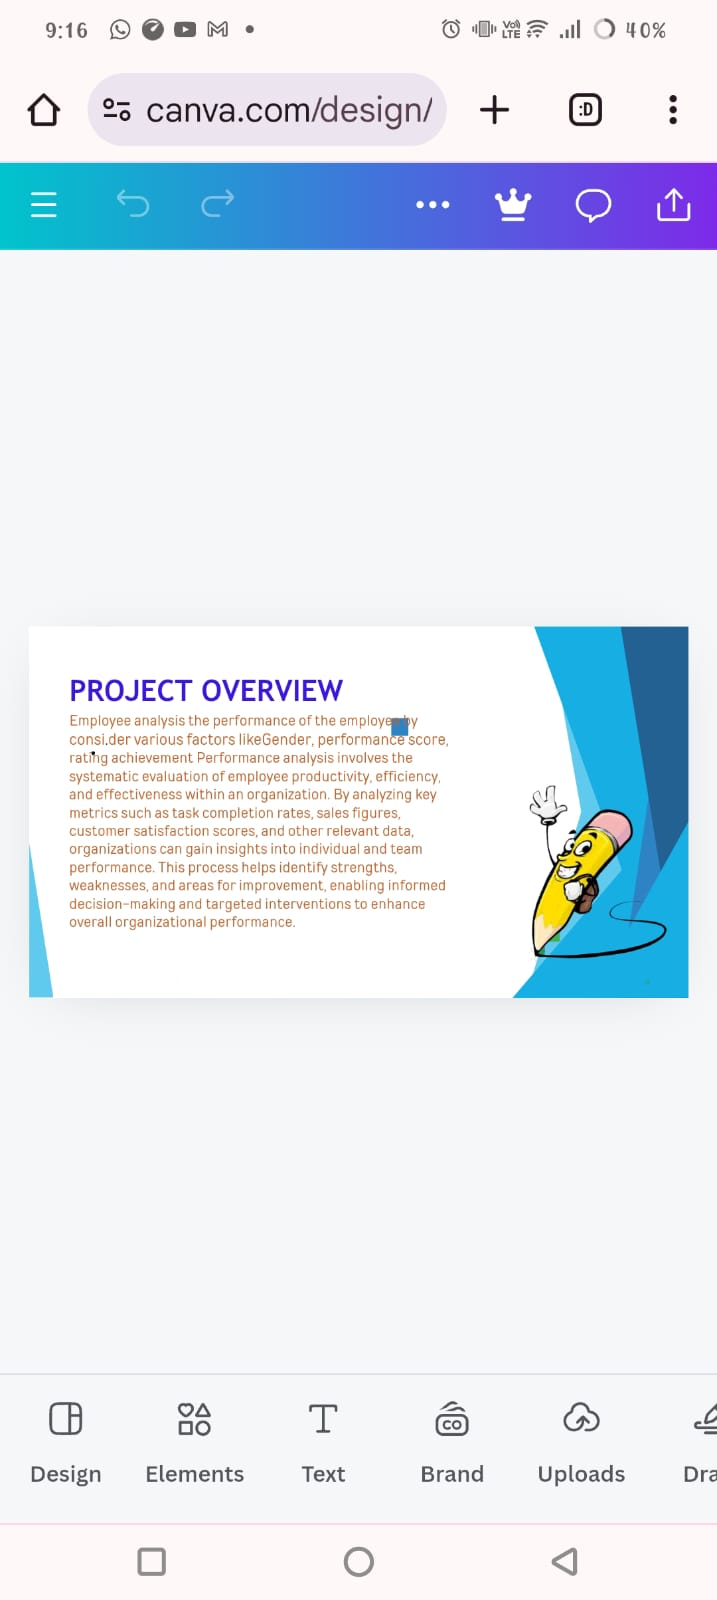 9:16
Vol) LTE
40%
canva.com/design/
:D
PROJECT OVERVIEW
Employee analysis the performance of the employee by
consi.der various factors likeGender, performance score,
rating achievement Performance analysis involves the
systematic evaluation of employee productivity, efficiency,
and effectiveness within an organization. By analyzing key
metrics such as task completion rates, sales figures,
customer satisfaction scores, and other relevant data,
organizations can gain insights into individual and team
performance. This process helps identify strengths,
weaknesses, and areas for improvement, enabling informed
decision-making and targeted interventions to enhance
overall organizational performance.
CO
Design Elements Text Brand Uploads Dra